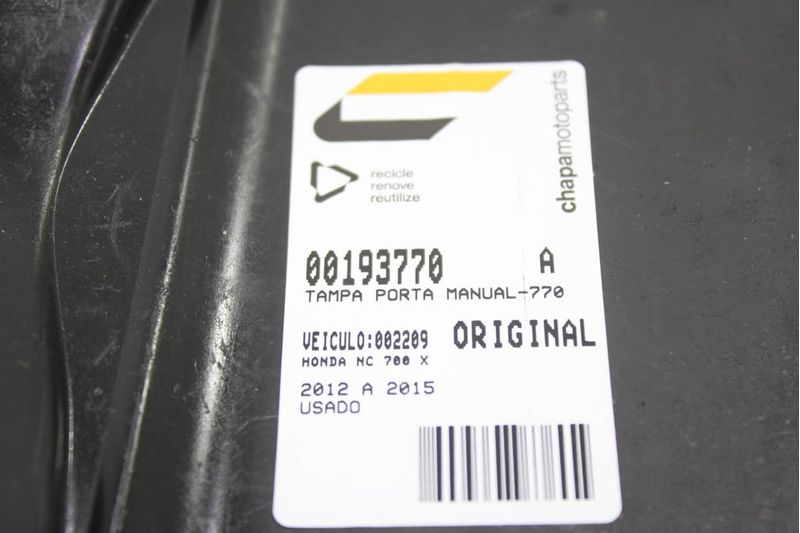 chapamotoparts
recicle
renove
reutilize
00193770 A
TAMPA PORTA MANUAL-770
VEICULO:002209 ORIGINAL
HONDA NC 700 X
2012 A 2015
USADO